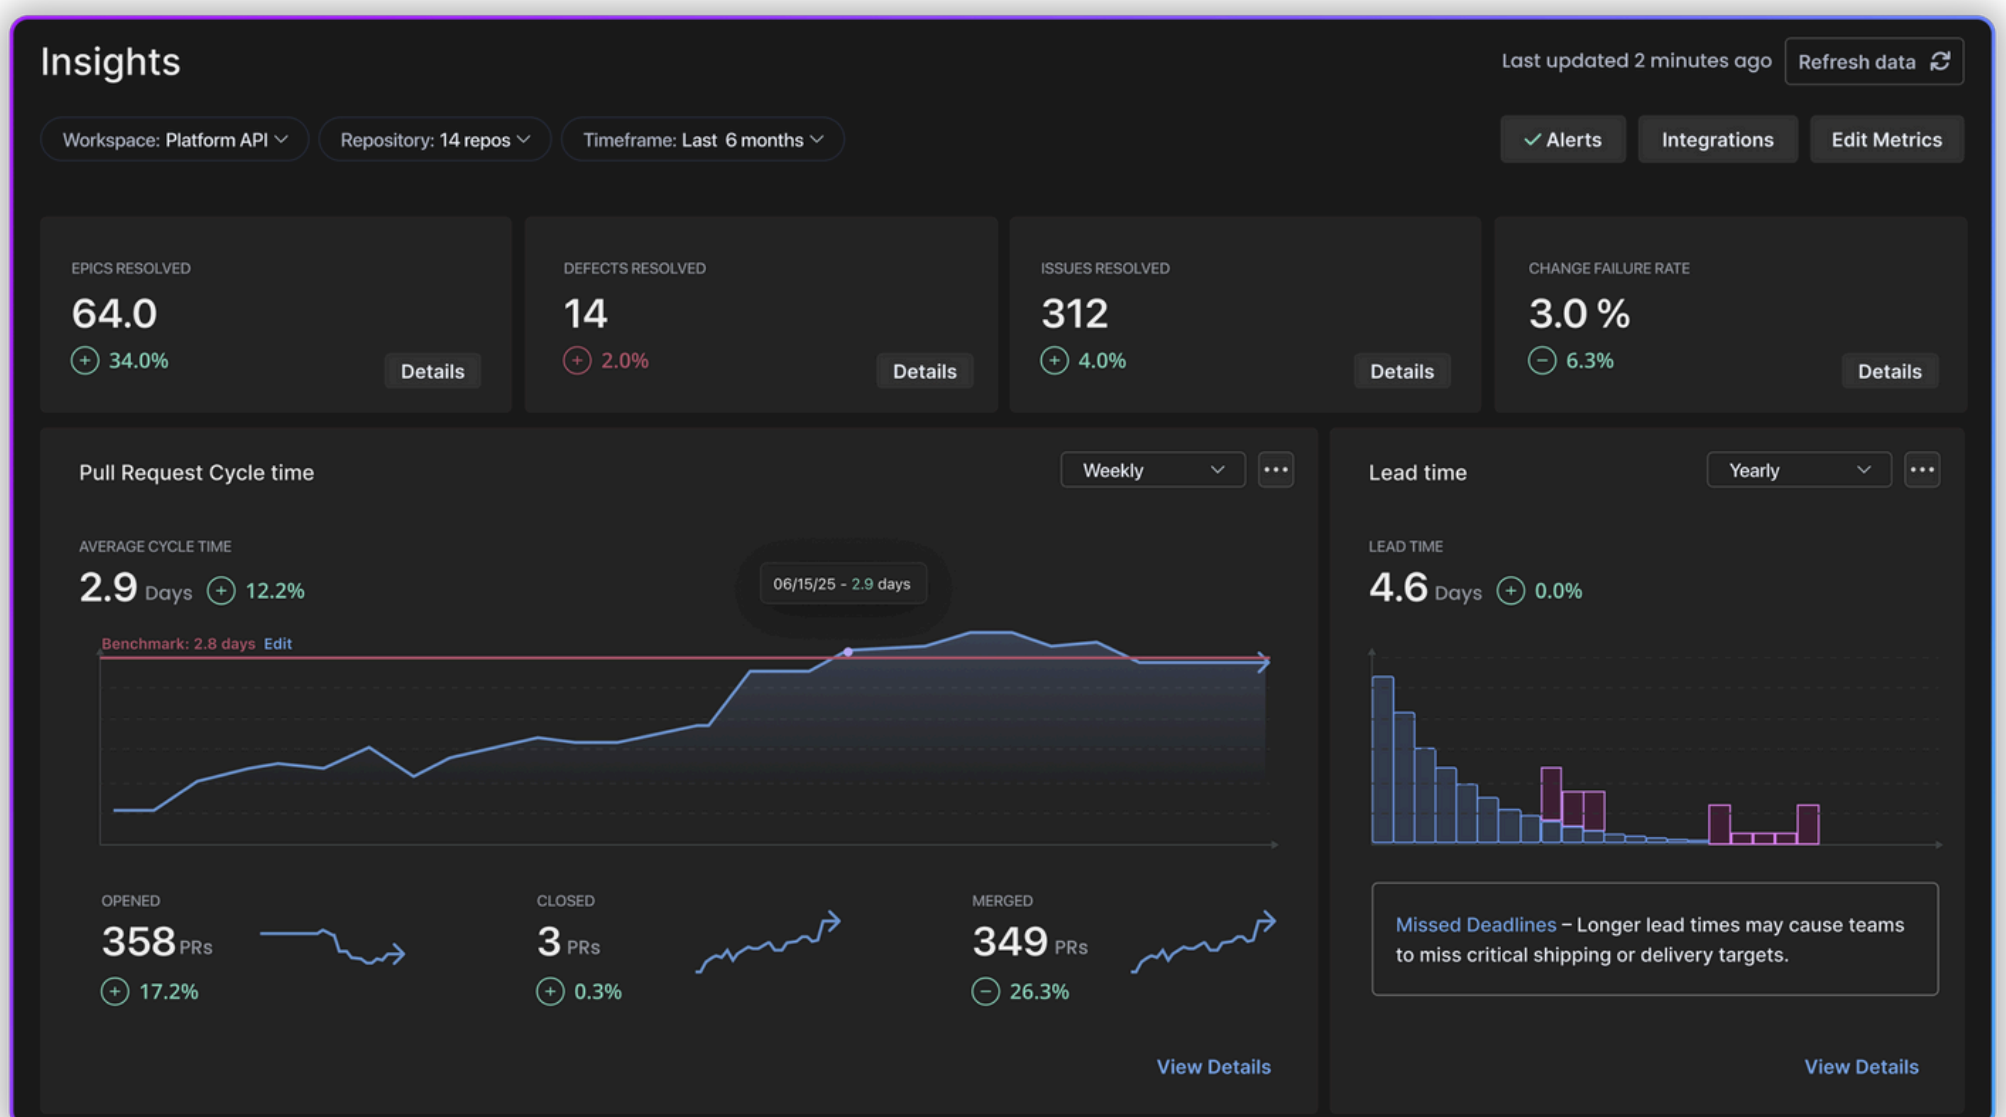 Insights
Last updated 2 minutes ago
Refresh data
Workspace: Platform API
Repository: 14 repos
Timeframe: Last 6 months
Alerts
Integrations
Edit Metrics
EPICS RESOLVED
64.0
34.0%
Details
DEFECTS RESOLVED
14
2.0%
Details
ISSUES RESOLVED
312
4.0%
Details
CHANGE FAILURE RATE
3.0 %
6.3%
Details
Pull Request Cycle time
Weekly
AVERAGE CYCLE TIME
2.9 Days
12.2%
06/15/25 - 2.9 days
Benchmark: 2.8 days Edit
OPENED
358 PRs
17.2%
CLOSED
3 PRs
0.3%
MERGED
349 PRs
26.3%
View Details
Lead time
Yearly
LEAD TIME
4.6 Days
0.0%
Missed Deadlines – Longer lead times may cause teams
to miss critical shipping or delivery targets.
View Details